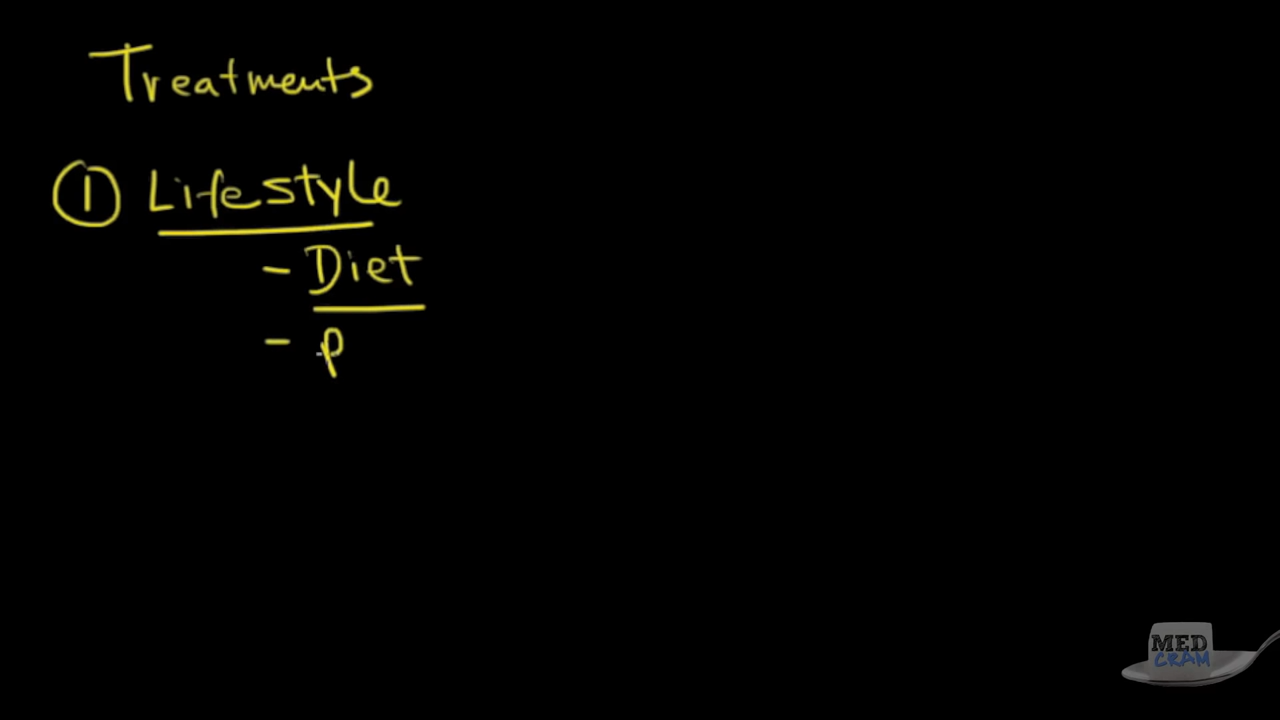 Treatments
① Lifestyle
- Diet
- P
MED
CRAM